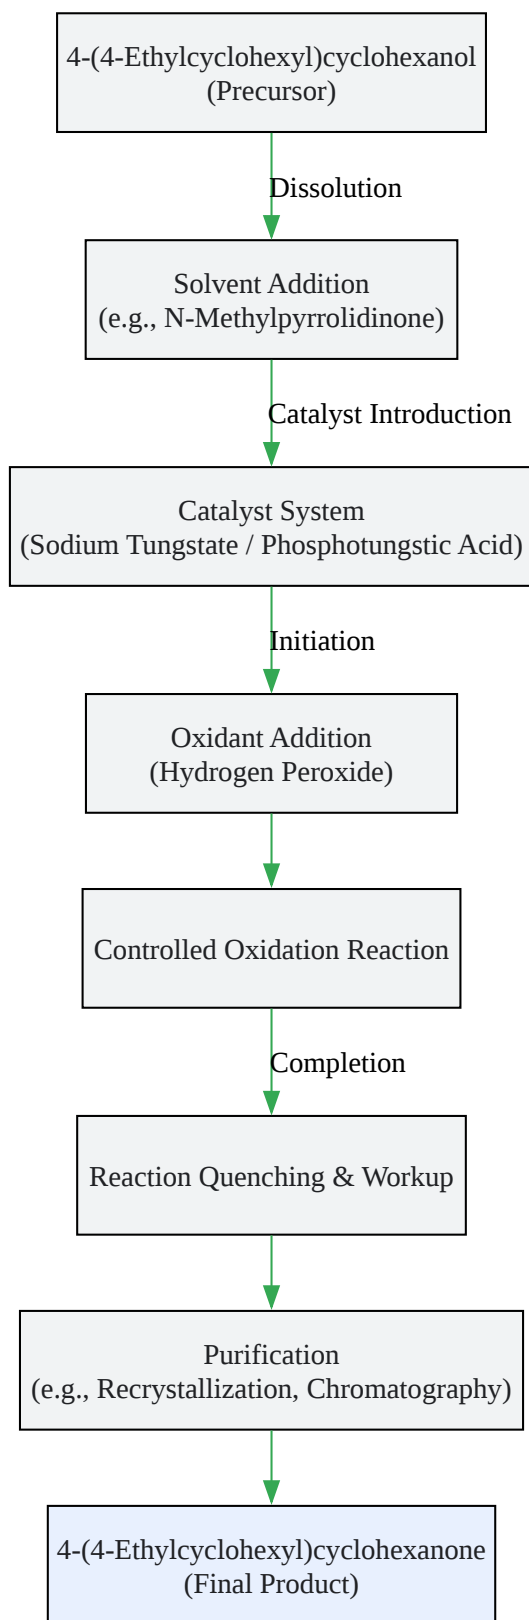 4-(4-Ethylcyclohexyl)cyclohexanol
(Precursor)
Dissolution
Solvent Addition
(e.g., N-Methylpyrrolidinone)
Catalyst Introduction
Catalyst System
(Sodium Tungstate / Phosphotungstic Acid)
Initiation
Oxidant Addition
(Hydrogen Peroxide)
Controlled Oxidation Reaction
Completion
Reaction Quenching & Workup
Purification
(e.g., Recrystallization, Chromatography)
4-(4-Ethylcyclohexyl)cyclohexanone
(Final Product)